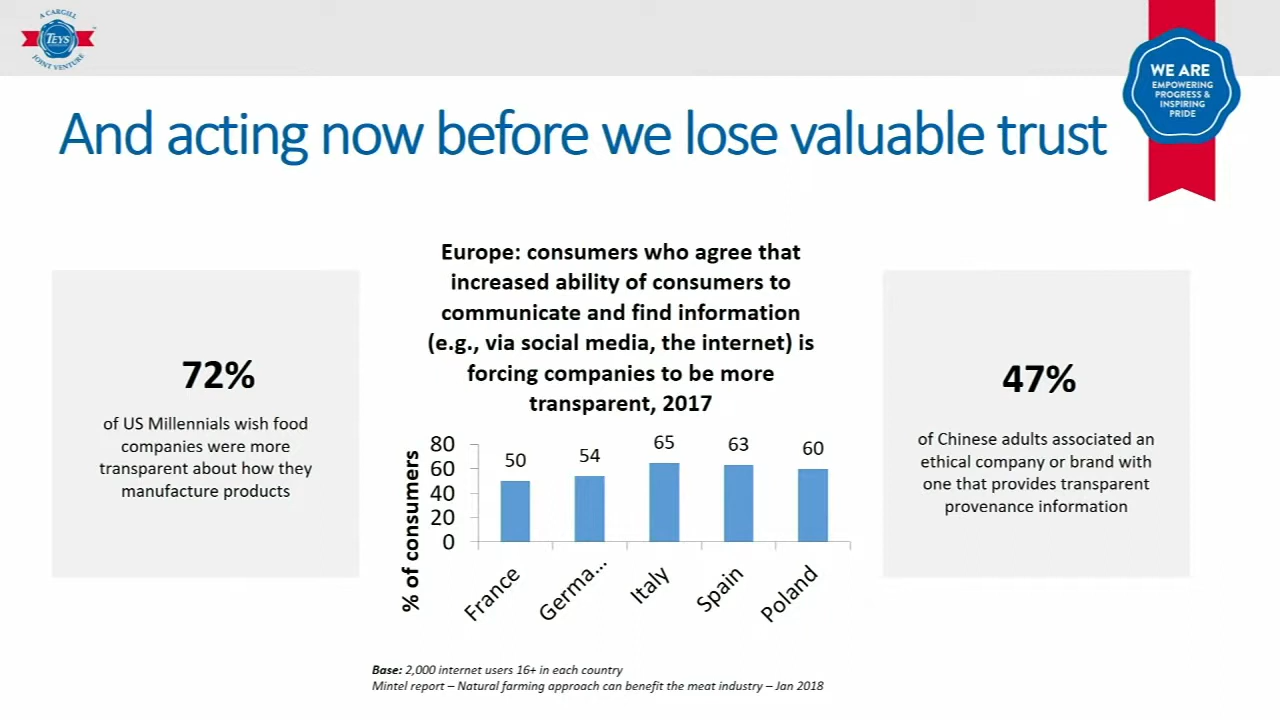 A CARGILL
TEYS
JOINT VENTURE
WE ARE
EMPOWERING
PROGRESS &
INSPIRING
PRIDE
And acting now before we lose valuable trust
72%
of US Millennials wish food
companies were more
transparent about how they
manufacture products
Europe: consumers who agree that
increased ability of consumers to
communicate and find information
(e.g., via social media, the internet) is
forcing companies to be more
transparent, 2017
% of consumers
80
60
40
20
0
50
54
65
63
60
France
Germa...
Italy
Spain
Poland
47%
of Chinese adults associated an
ethical company or brand with
one that provides transparent
provenance information
Base: 2,000 internet users 16+ in each country
Mintel report – Natural farming approach can benefit the meat industry – Jan 2018